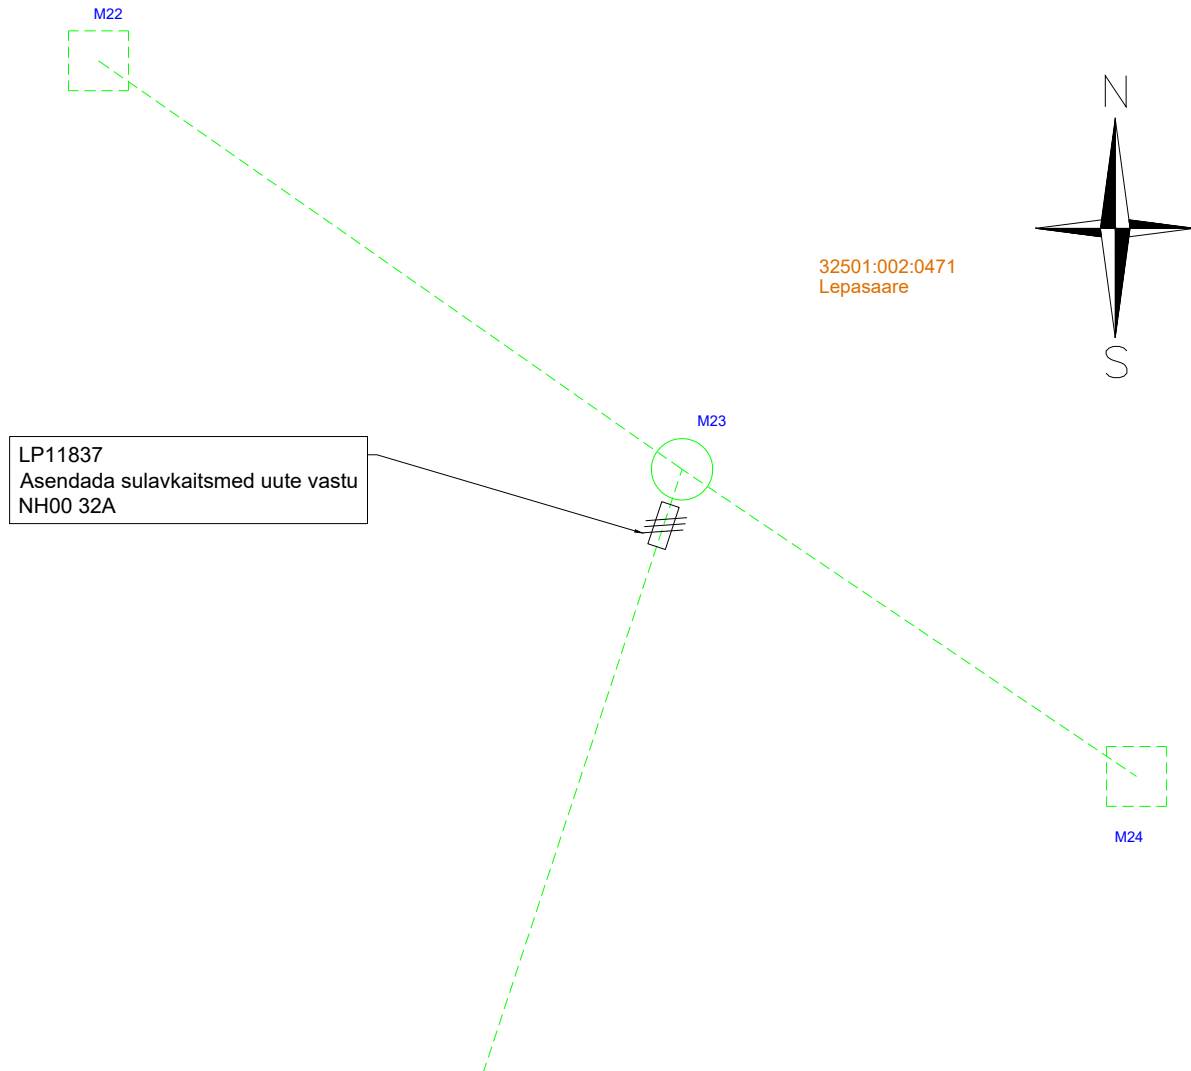 M22
N
32501:002:0471
Lepasaare
S
M23
LP11837
Asendada sulavkaitsmed uute vastu
NH00 32A
M24